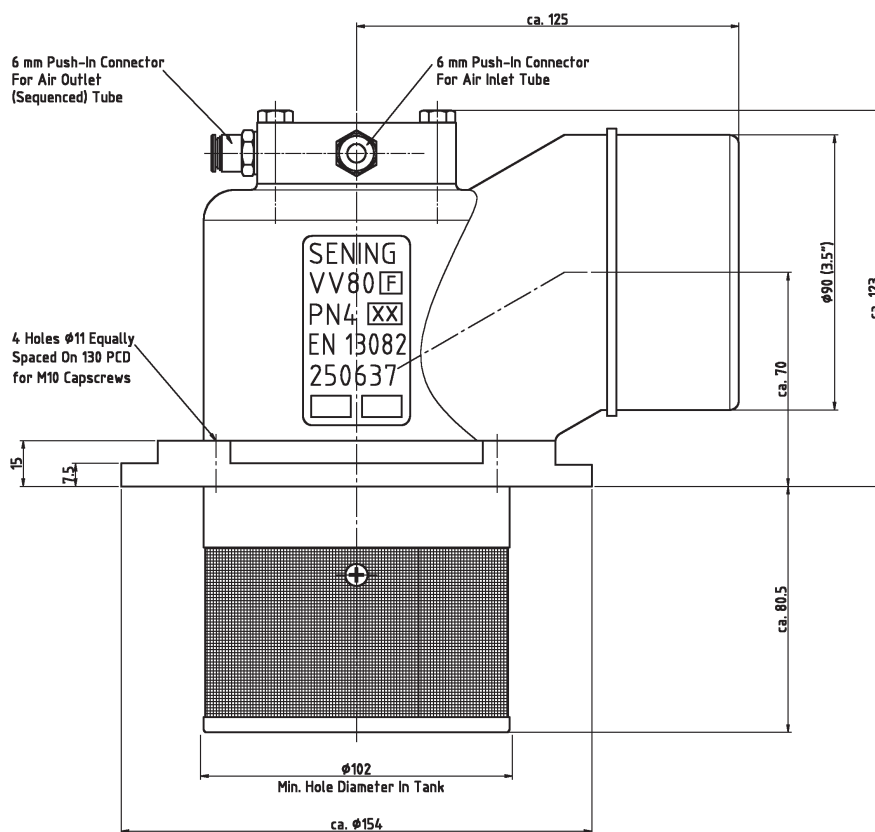 ca. 125
6 mm Push-In Connector
For Air Outlet
(Sequenced) Tube
6 mm Push-In Connector
For Air Inlet Tube
SENING
VV80 F
PN4 XX
EN 13082
250637
4 Holes ø11 Equally
Spaced On 130 PCD
for M10 Capscrews
ø90 (3.5")
ca. 123
ca. 70
15
7.5
ca. 80.5
ø102
Min. Hole Diameter In Tank
ca. ø154